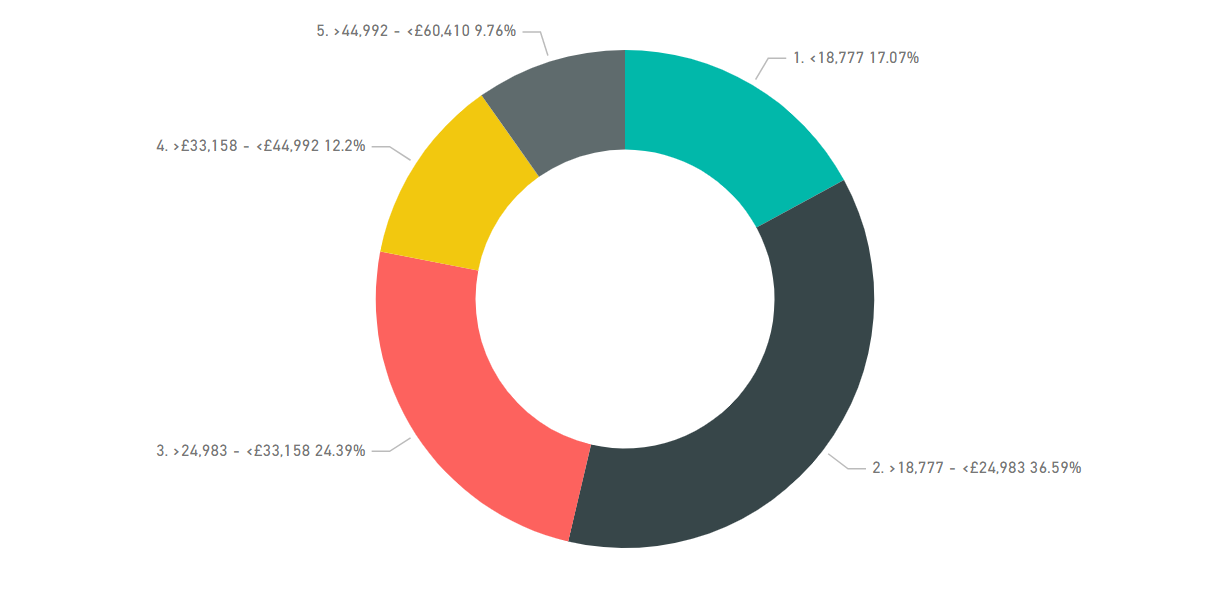 5. >44,992 - <£60,410 9.76%
1. <18,777 17.07%
4. >£33,158 - <£44,992 12.2%
3. >24,983 - <£33,158 24.39%
2. >18,777 - <£24,983 36.59%